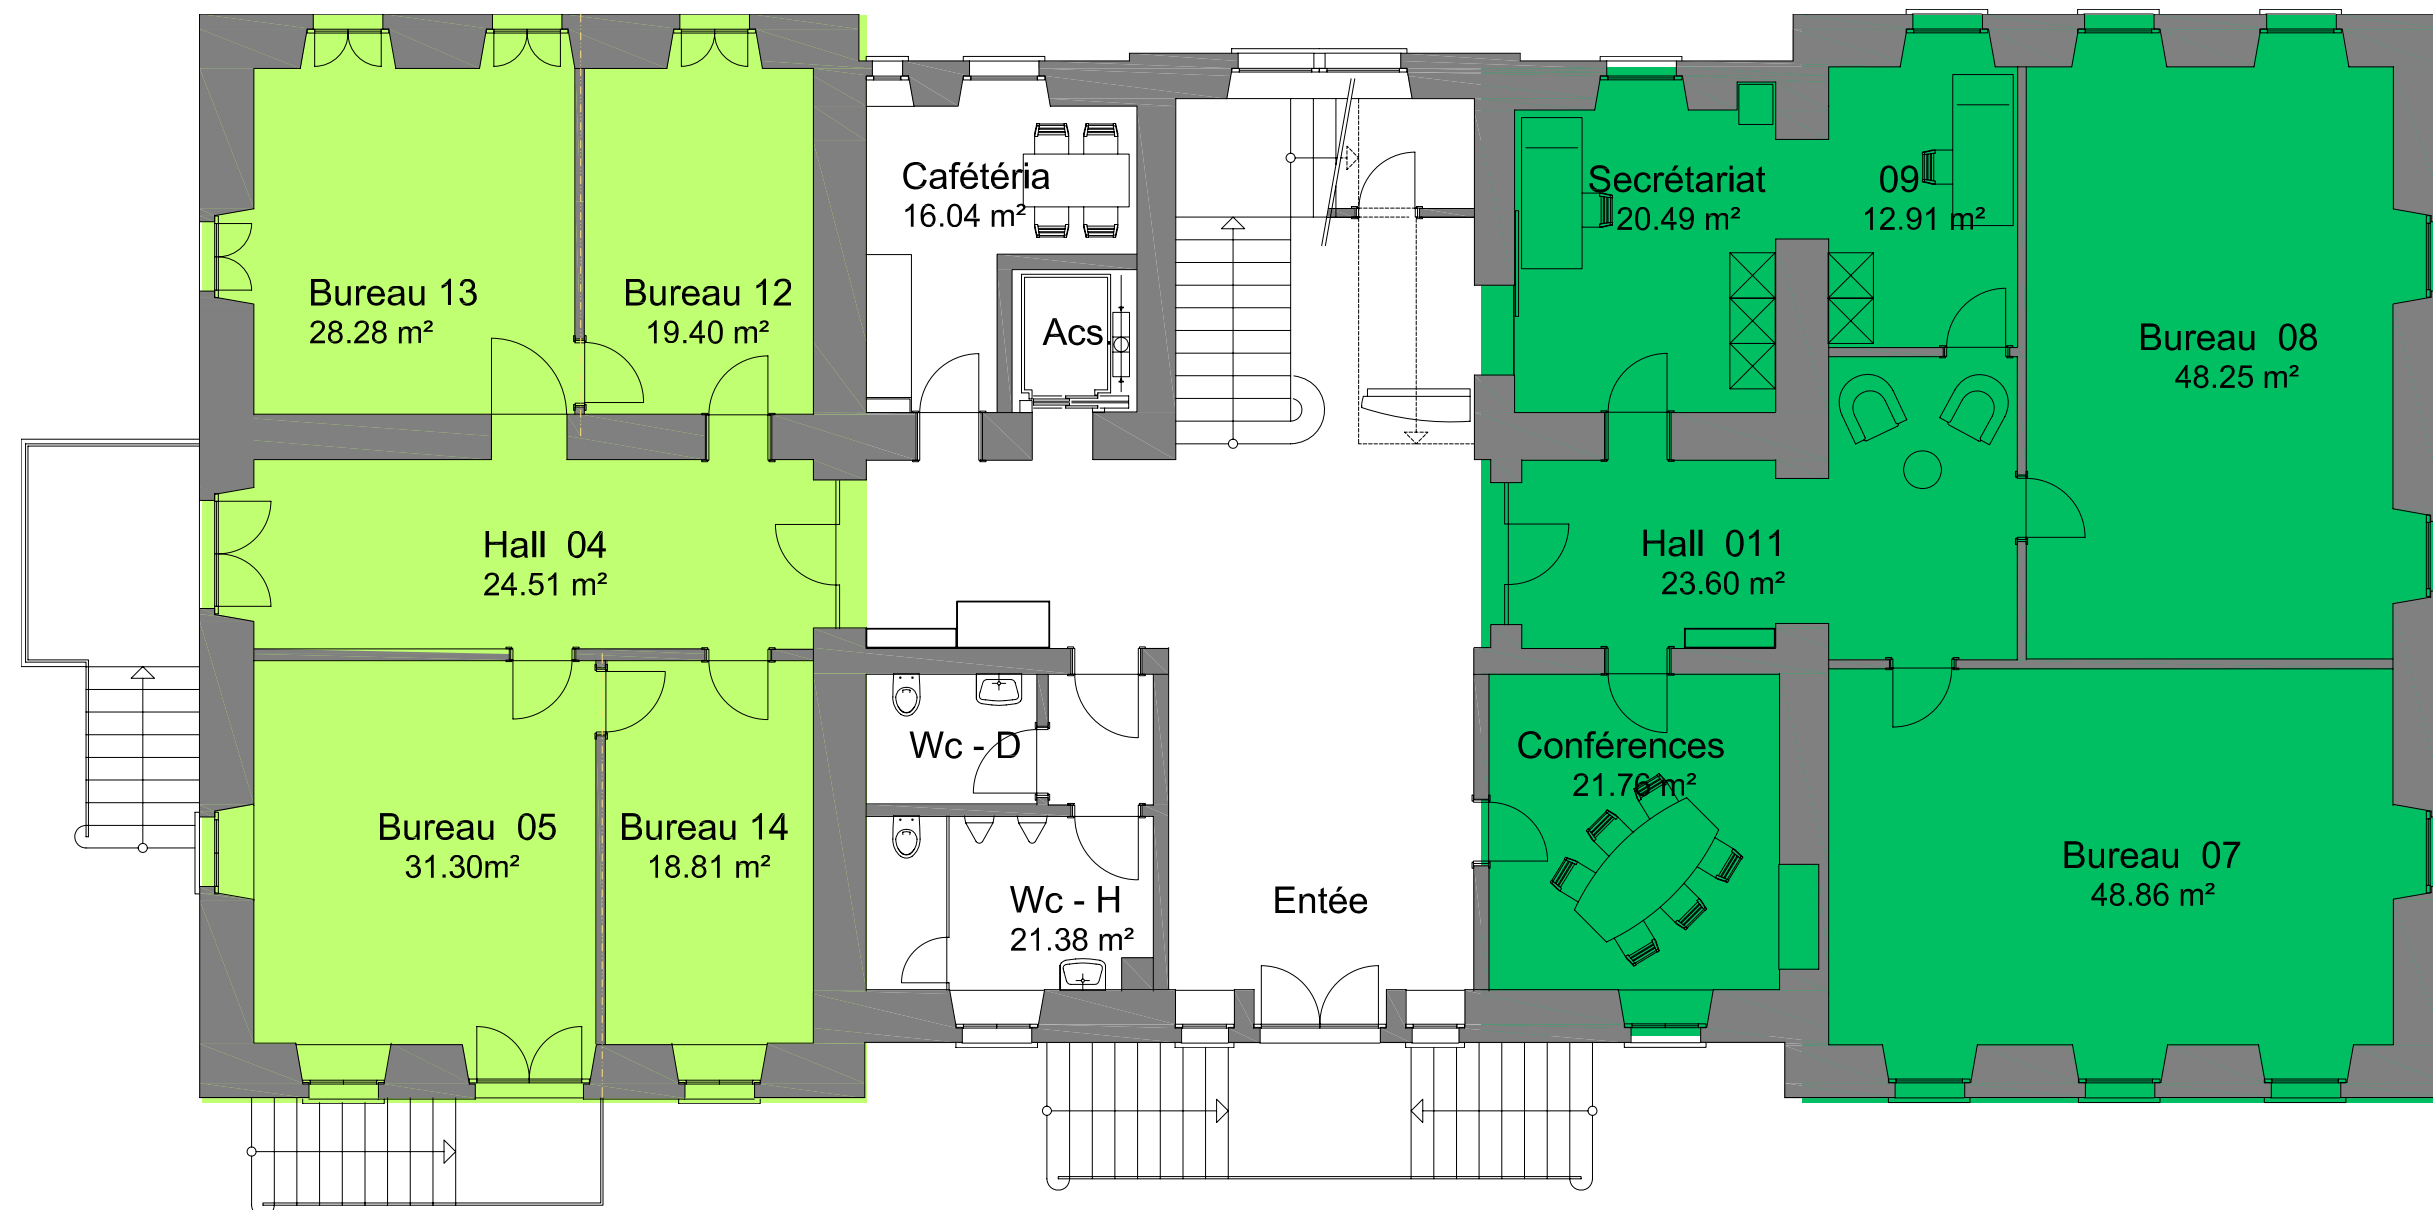 Cafétéria
16.04 m²
Secrétariat
20.49 m²
09
12.91 m²
Bureau 13
28.28 m²
Bureau 12
19.40 m²
Acs.
Bureau 08
48.25 m²
Hall 04
24.51 m²
Hall 011
23.60 m²
Wc - D
Conférences
21.76 m²
Bureau 05
31.30m²
Bureau 14
18.81 m²
Bureau 07
48.86 m²
Wc - H
21.38 m²
Entée